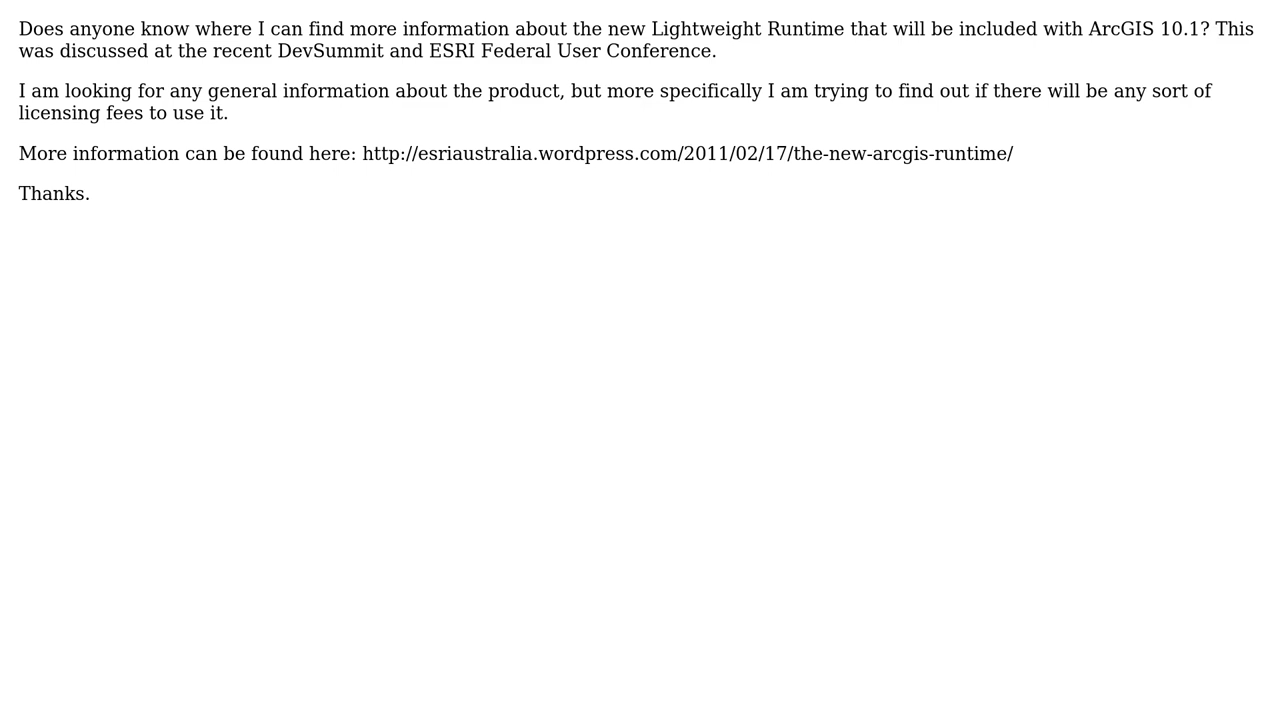 Does anyone know where I can find more information about the new Lightweight Runtime that will be included with ArcGIS 10.1? This
was discussed at the recent DevSummit and ESRI Federal User Conference.
I am looking for any general information about the product, but more specifically I am trying to find out if there will be any sort of
licensing fees to use it.
More information can be found here: http://esriaustralia.wordpress.com/2011/02/17/the-new-arcgis-runtime/
Thanks.